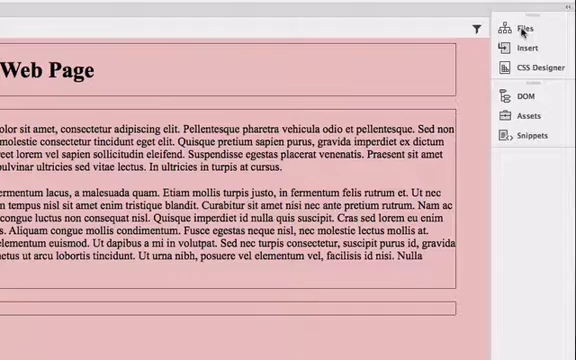 Files
Insert
CSS Designer
DOM
Assets
Snippets
Web Page
olor sit amet, consectetur adipiscing elit. Pellentesque pharetra vehicula odio et pellentesque. Sed non
molestie consectetur tincidunt eget elit. Quisque pretium sapien purus, gravida imperdiet ex dictum
reet lorem vel sapien sollicitudin eleifend. Suspendisse egestas placerat venenatis. Praesent sit amet
pulvinar ultricies sed vitae lectus. In ultricies in turpis at cursus.
ermentum lacus, a malesuada quam. Etiam mollis turpis justo, in fermentum felis rutrum et. Ut nec
n tempus nisl sit amet enim tristique blandit. Curabitur sit amet nisi nec ante pretium rutrum. Nam ac
congue luctus non consequat nisl. Quisque imperdiet id nulla quis suscipit. Cras sed lorem eu enim
s. Aliquam congue mollis condimentum. Fusce egestas neque nisl, nec molestie lectus mollis at.
elementum euismod. Ut dapibus a mi in volutpat. Sed nec turpis consectetur, suscipit purus id, gravida
netus ut arcu lobortis tincidunt. Ut urna nibh, posuere vel elementum vel, facilisis id nisi. Nulla